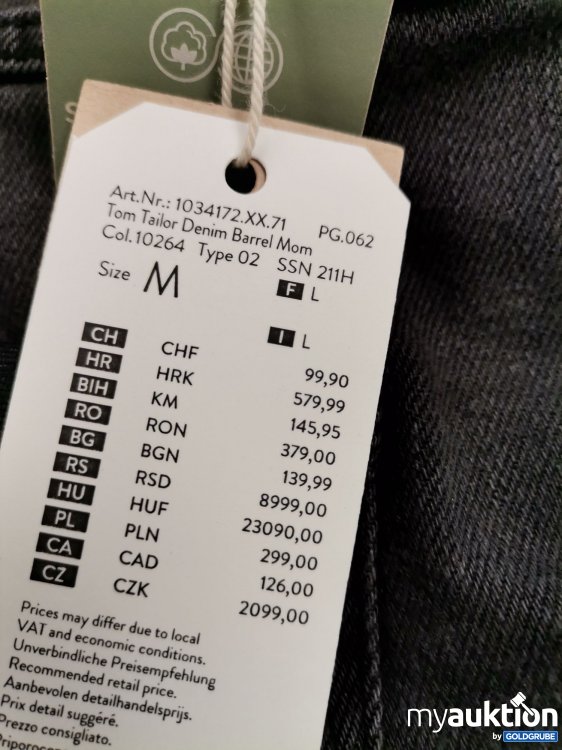 S
Art.Nr.: 1034172.XX.71 PG.062
Tom Tailor Denim Barrel Mom
Col.10264 Type 02 SSN 211H
Size M F L
I L
CH CHF 99,90
HR HRK 579,99
BIH KM 145,95
RO RON 379,00
BG BGN 139,99
RS RSD 8999,00
HU HUF 23090,00
PL PLN 299,00
CA CAD 126,00
CZ CZK 2099,00
Prices may differ due to local
VAT and economic conditions.
Unverbindliche Preisempfehlung
Recommended retail price.
Aanbevolen detailhandelsprijs.
Prix detail suggéré.
Prezzo consigliato.
myauktion
by GOLDGRUBE